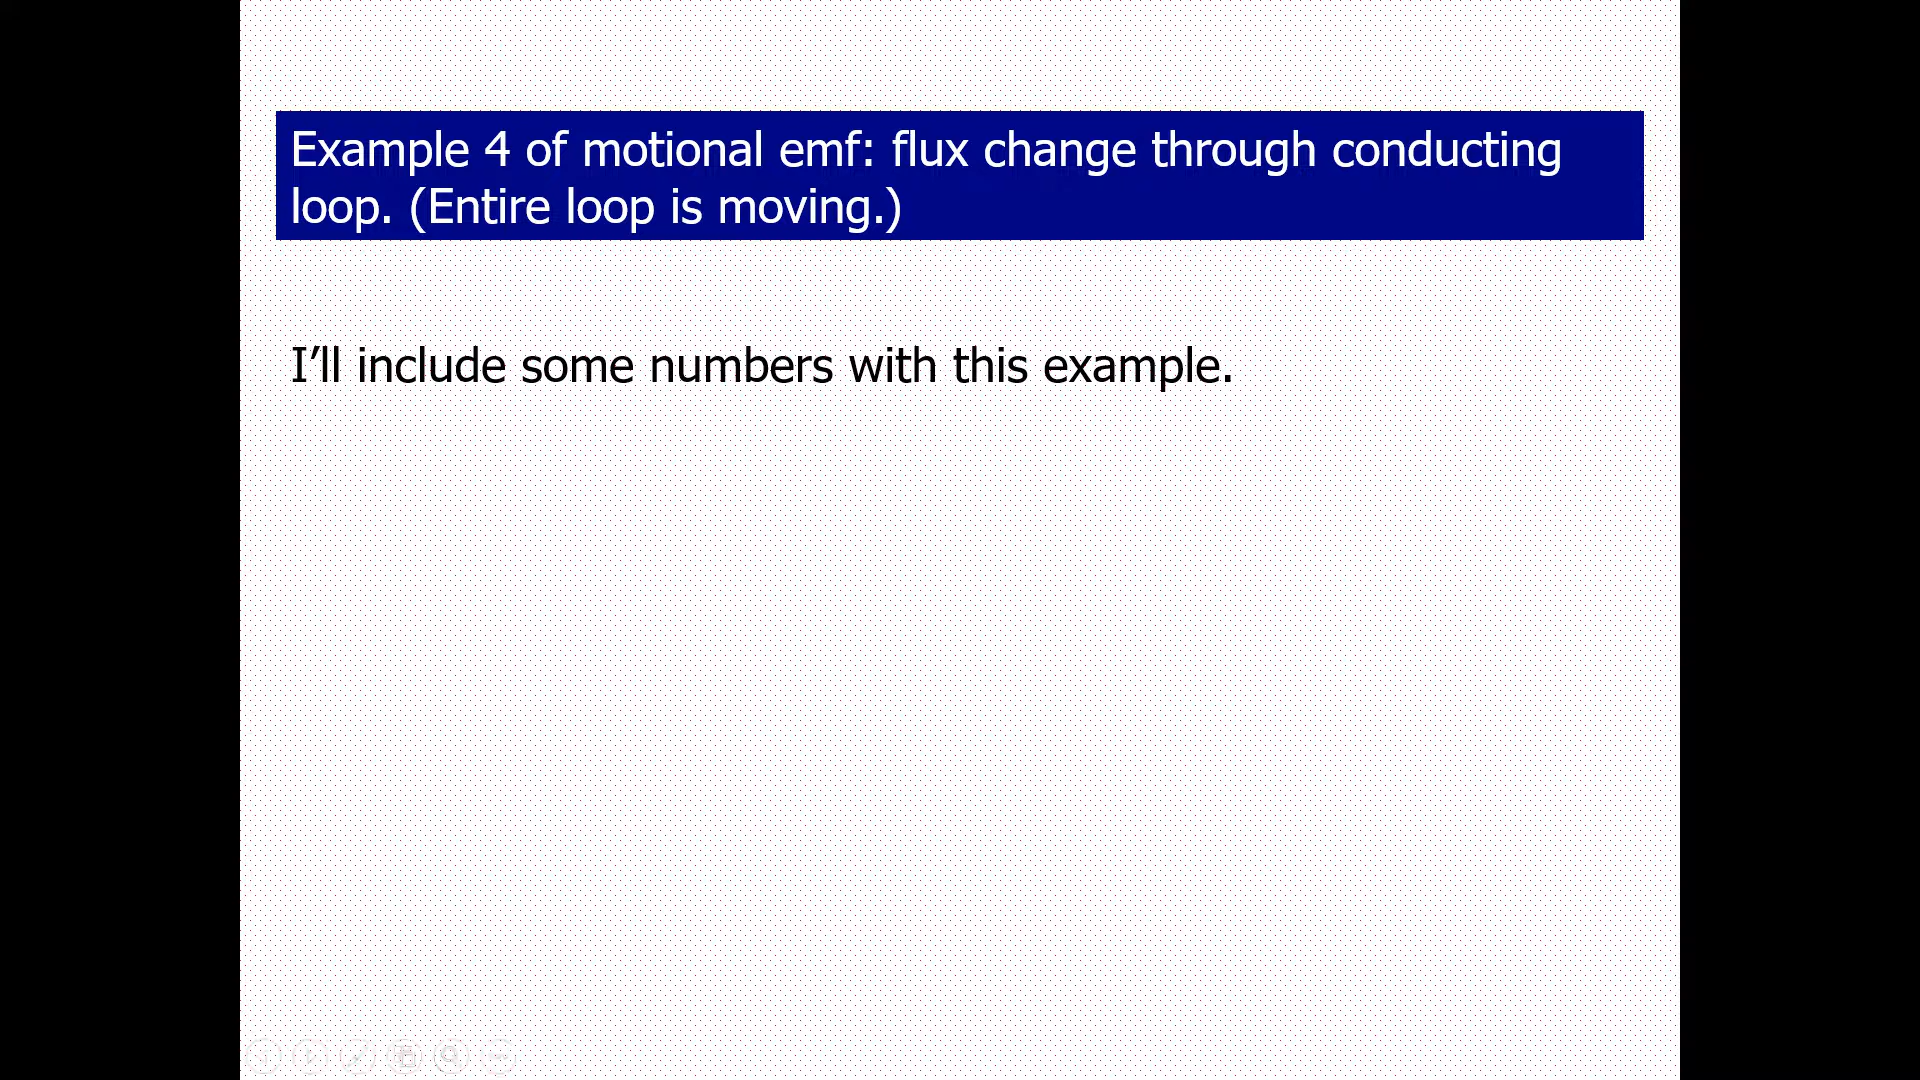 Example 4 of motional emf: flux change through conducting
loop. (Entire loop is moving.)
I’ll include some numbers with this example.